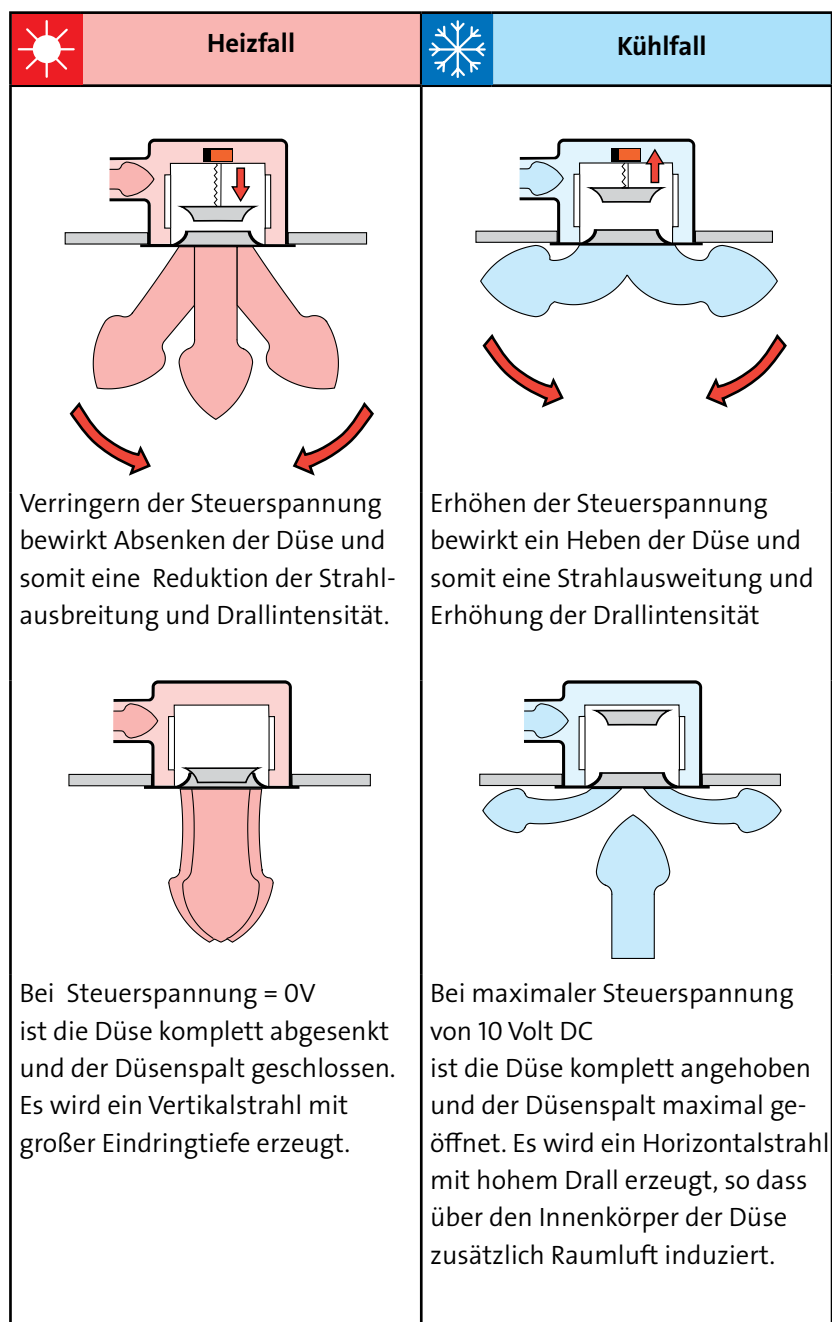 Heizfall
Kühlfall
Verringern der Steuerspannung
bewirkt Absenken der Düse und
somit eine Reduktion der Strahl-
ausbreitung und Drallintensität.
Erhöhen der Steuerspannung
bewirkt ein Heben der Düse und
somit eine Strahlausweitung und
Erhöhung der Drallintensität
Bei Steuerspannung = 0V
ist die Düse komplett abgesenkt
und der Düsenspalt geschlossen.
Es wird ein Vertikalstrahl mit
großer Eindringtiefe erzeugt.
Bei maximaler Steuerspannung
von 10 Volt DC
ist die Düse komplett angehoben
und der Düsenspalt maximal ge-
öffnet. Es wird ein Horizontalstrahl
mit hohem Drall erzeugt, so dass
über den Innenkörper der Düse
zusätzlich Raumluft induziert.